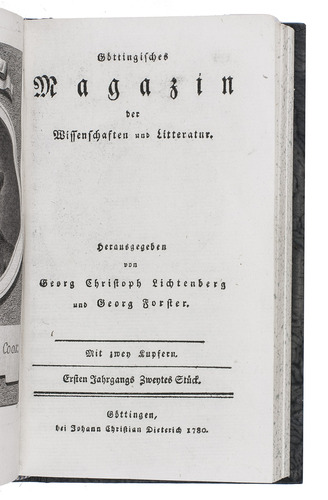 Göttingisches
Magazin
der
Wissenschaften und Litteratur.
Herausgegeben
von
Georg Christoph Lichtenberg
und Georg Forster.
Mit zwey Kupfern.
Ersten Jahrgangs Zweytes Stück.
Göttingen,
bei Johann Christian Dieterich 1780.
Cook